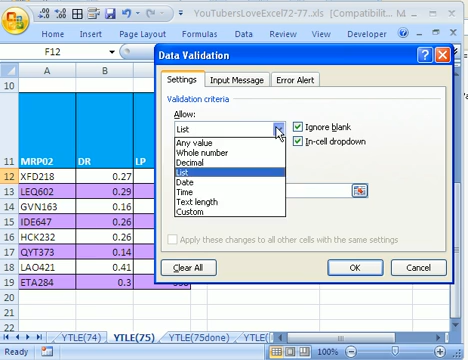 YouTubersLoveExcel72-77...xls [Compatibilit...
Home Insert Formulas Data Review Developer
F12
A B C
10
11 MRP02 DR LP
12 XFD218 0.27
13 LEQ602 0.29
14 GVN163 0.16
15 IDE647 0.26
16 HCK232 0.26
17 QYT373 0.14
18 LAO421 0.41
19 ETA284 0.3
20
21
22
Data Validation
Settings Input Message Error Alert
Validation criteria
Allow:
List
Ignore blank
In-cell dropdown
Any value
Whole number
Decimal
List
Date
Time
Text length
Custom
Apply these changes to all other cells with the same settings
Clear All OK Cancel
YTLE(74) YTLE(75) YTLE(75done) YTLE(
Ready 100%